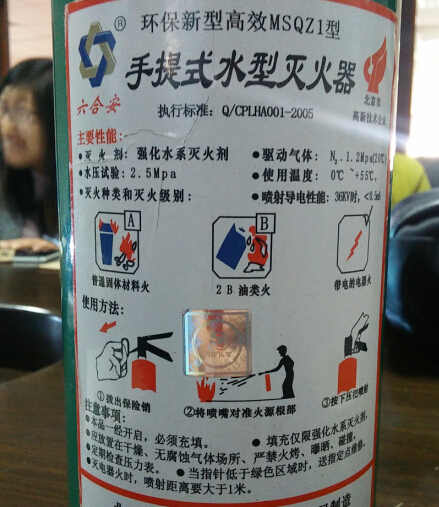 ® 环保新型高效MSQZ1型
手提式水型灭火器
六合安
执行标准: Q/CPLHA001-2005
北京市
高新技术企业
主要性能:
灭 火 剂: 强化水系灭火剂
驱动气体: N₂ 1.2Mpa(20℃)
水压试验: 2.5Mpa
使用温度: 0℃ ~+55℃.
灭火种类和灭火级别:
喷射导电性能: 36KV时,
A
B
普通固体材料火
2B 油类火
带电的电器火
使用方法:
①拔出保险销
②将喷嘴对准火源根部
③按下压把喷射
注意事项:
本品一经开启, 必须充填。
填充仅限强化水系灭火剂,
应放置在干燥、无腐蚀气体场所、严禁火烤、曝晒、碰撞。
定期检查压力表。
当指针低于绿色区域时, 送指定点维修。
灭电器火时, 喷射距离要大于1米。
制造